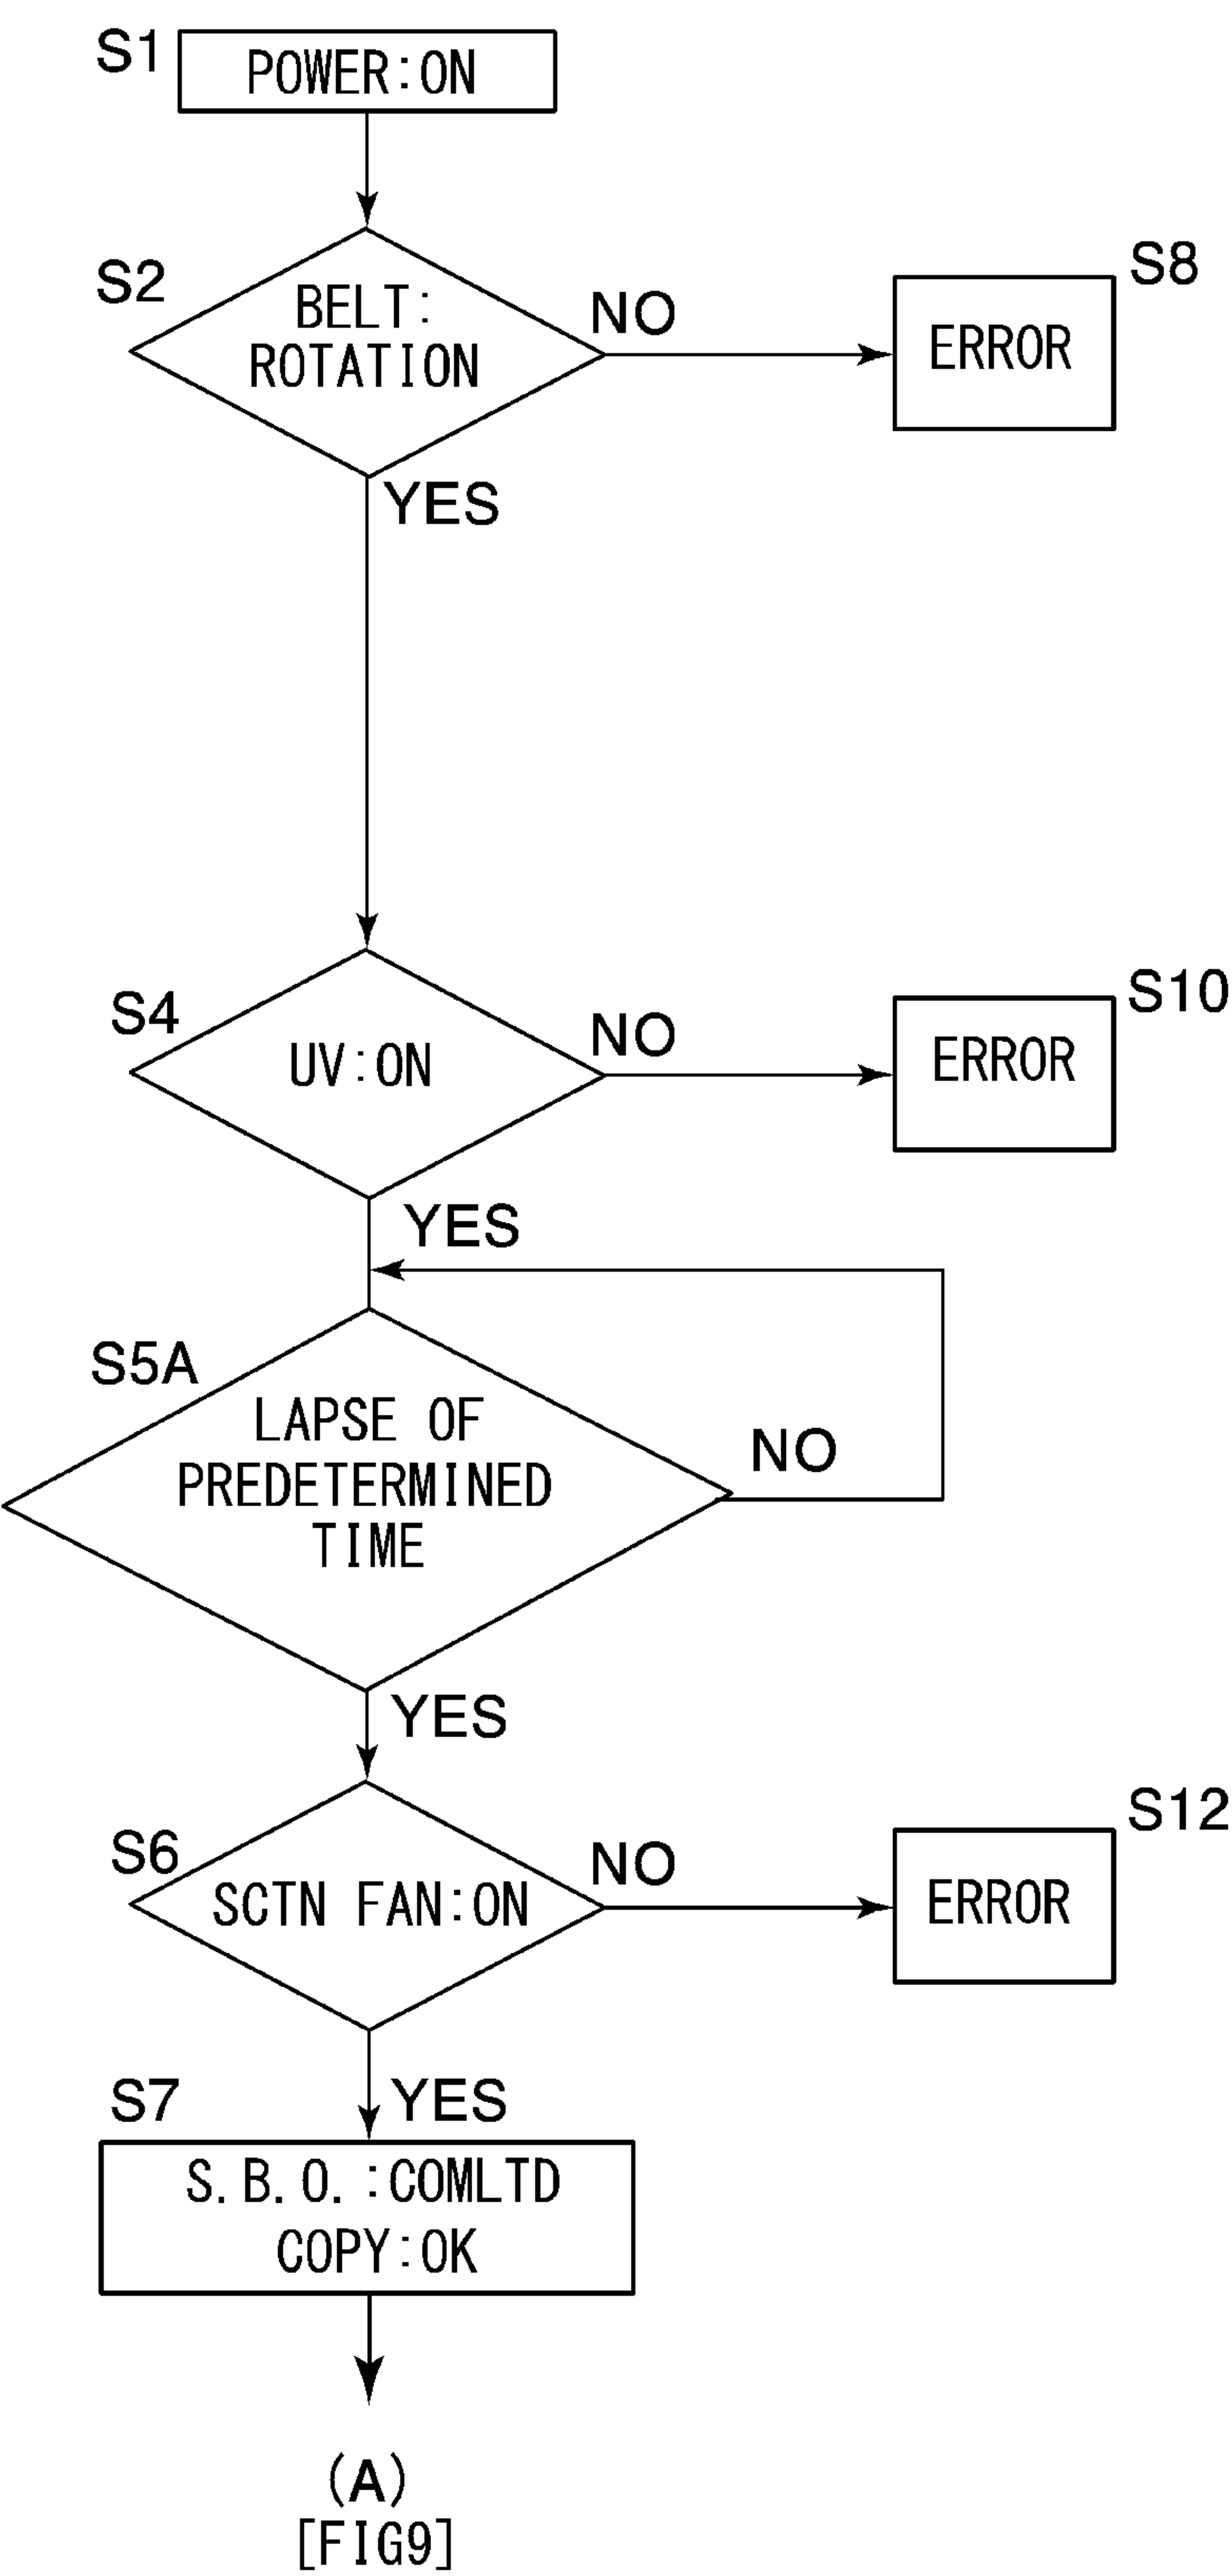 S1
POWER:ON
S2
BELT:
ROTATION
NO
S8
ERROR
YES
S4
UV:ON
NO
S10
ERROR
YES
S5A
LAPSE OF
PREDETERMINED
TIME
NO
YES
S6
SCTN FAN:ON
NO
S12
ERROR
YES
S7
S.B.O.:COMLTD
COPY:OK
(A)
[FIG9]